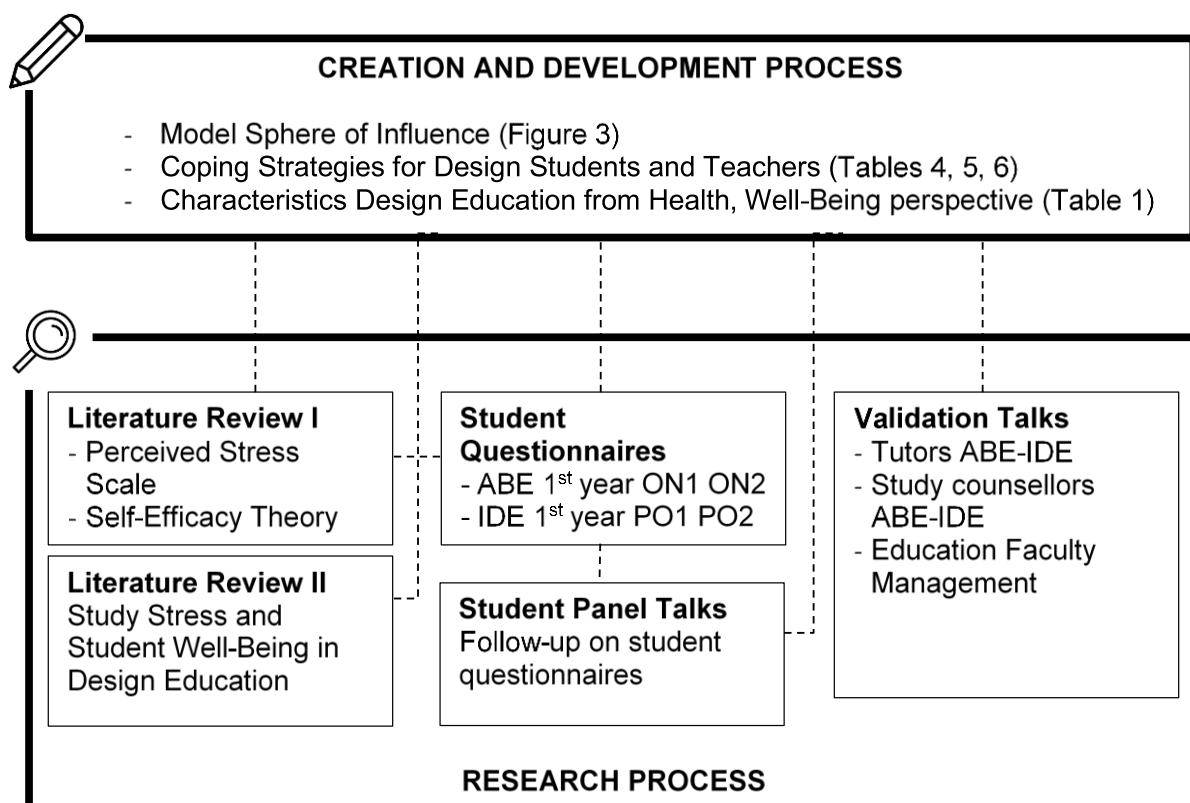 CREATION AND DEVELOPMENT PROCESS
- Model Sphere of Influence (Figure 3)
- Coping Strategies for Design Students and Teachers (Tables 4, 5, 6)
- Characteristics Design Education from Health, Well-Being perspective (Table 1)
Literature Review I
- Perceived Stress
Scale
- Self-Efficacy Theory
Literature Review II
Study Stress and
Student Well-Being in
Design Education
Student
Questionnaires
- ABE 1st year ON1 ON2
- IDE 1st year PO1 PO2
Student Panel Talks
Follow-up on student
questionnaires
Validation Talks
- Tutors ABE-IDE
- Study counsellors
ABE-IDE
- Education Faculty
Management
RESEARCH PROCESS